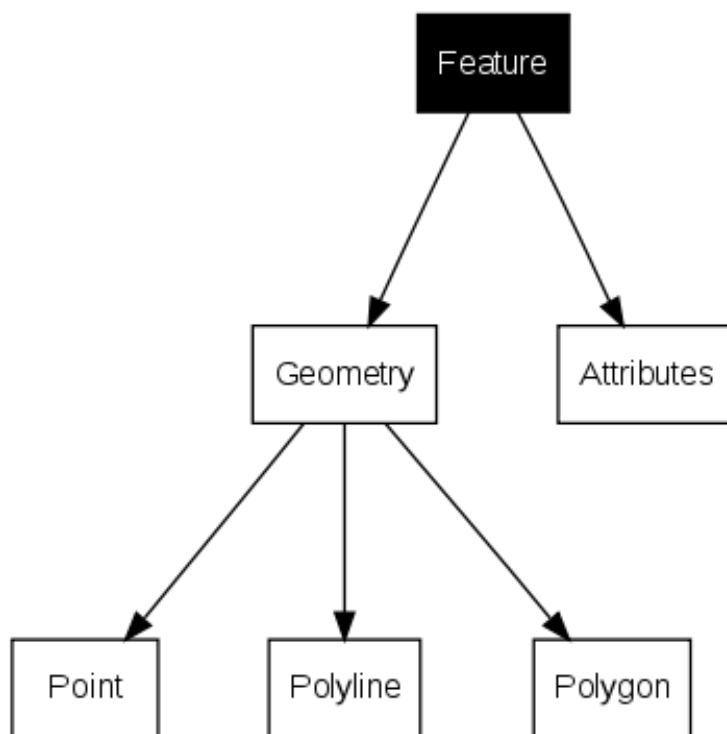 Feature
Geometry
Attributes
Point
Polyline
Polygon